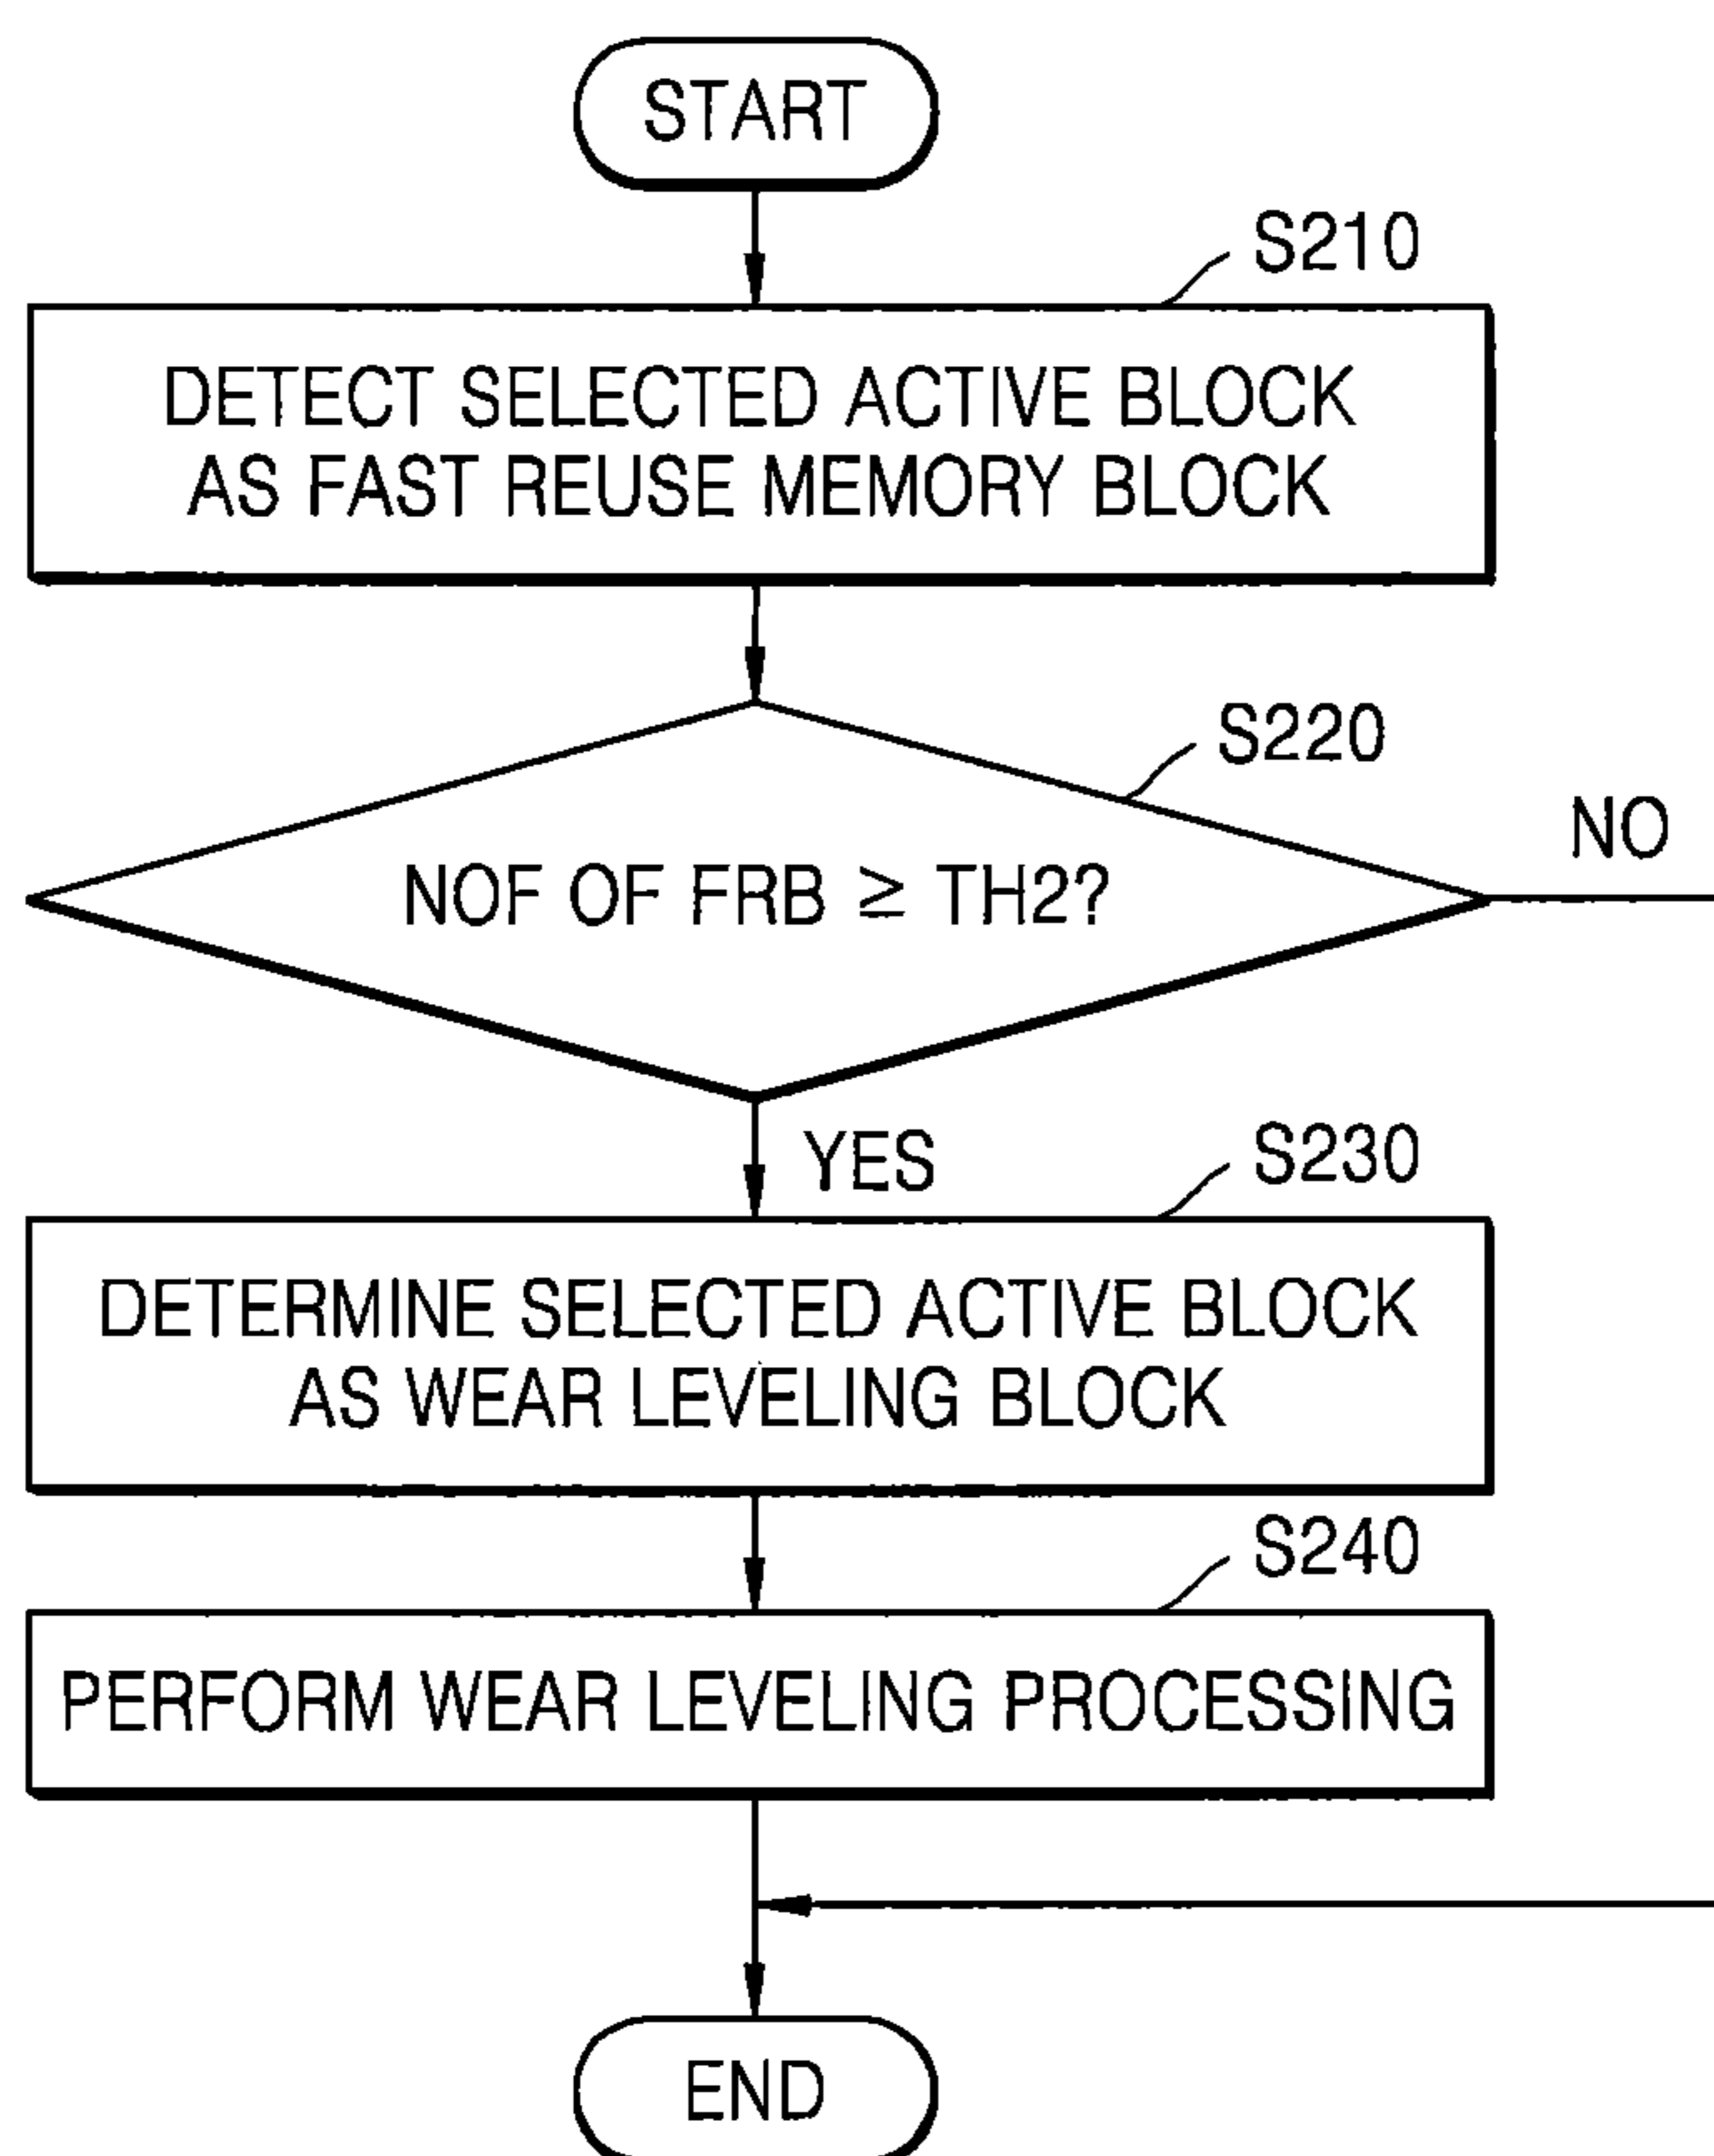 START
S210
DETECT SELECTED ACTIVE BLOCK
AS FAST REUSE MEMORY BLOCK
S220
NO
NOF OF FRB ≧ TH2?
YES
S230
DETERMINE SELECTED ACTIVE BLOCK
AS WEAR LEVELING BLOCK
S240
PERFORM WEAR LEVELING PROCESSING
END